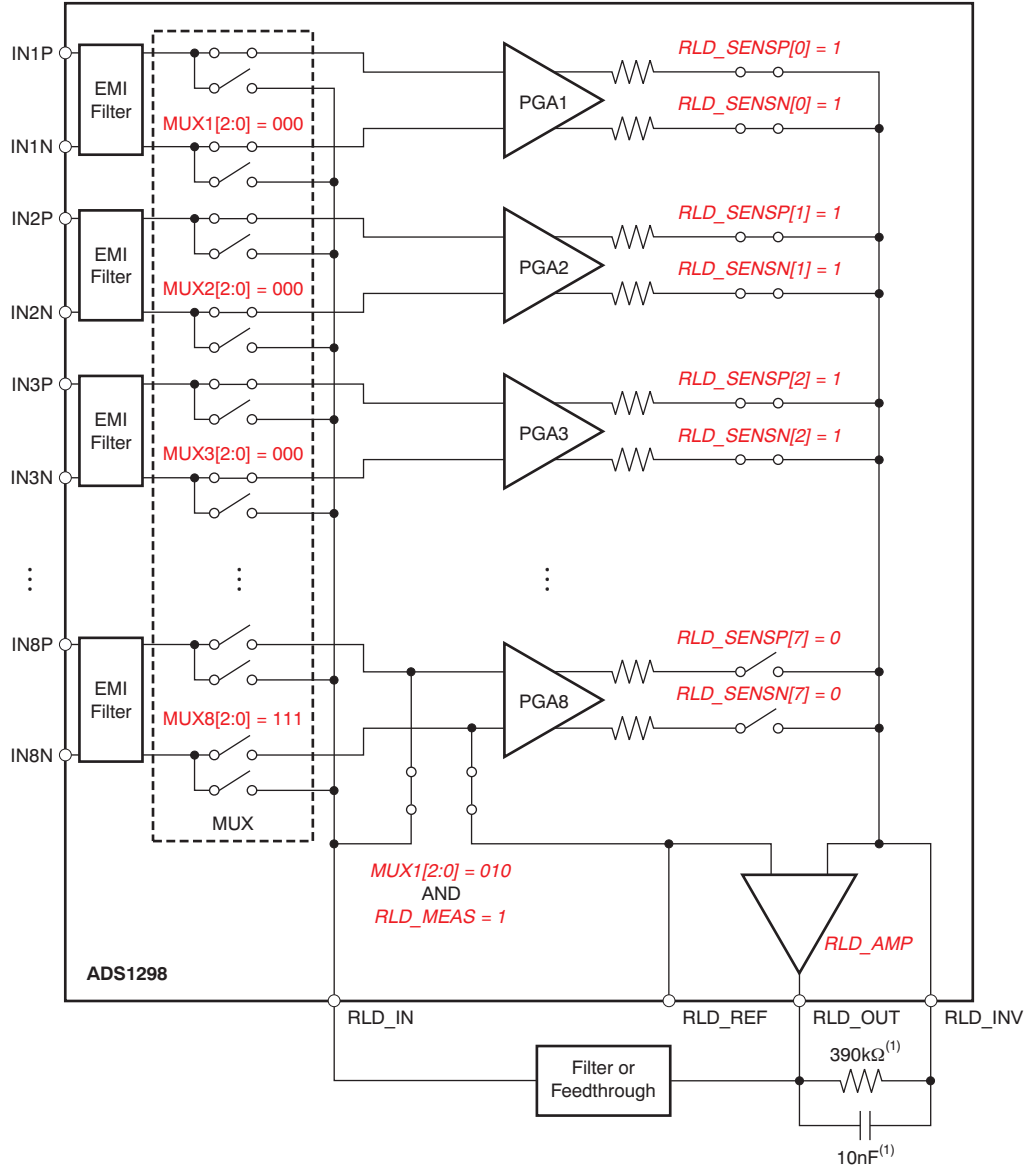 IN1P
EMI
Filter
MUX1[2:0] = 000
IN1N
PGA1
RLD_SENSP[0] = 1
RLD_SENSN[0] = 1
IN2P
EMI
Filter
MUX2[2:0] = 000
IN2N
PGA2
RLD_SENSP[1] = 1
RLD_SENSN[1] = 1
IN3P
EMI
Filter
MUX3[2:0] = 000
IN3N
PGA3
RLD_SENSP[2] = 1
RLD_SENSN[2] = 1
IN8P
EMI
Filter
MUX8[2:0] = 111
IN8N
PGA8
RLD_SENSP[7] = 0
RLD_SENSN[7] = 0
MUX
MUX1[2:0] = 010
AND
RLD_MEAS = 1
RLD_AMP
ADS1298
RLD_IN
RLD_REF
RLD_OUT
RLD_INV
Filter or
Feedthrough
390kΩ(1)
10nF(1)